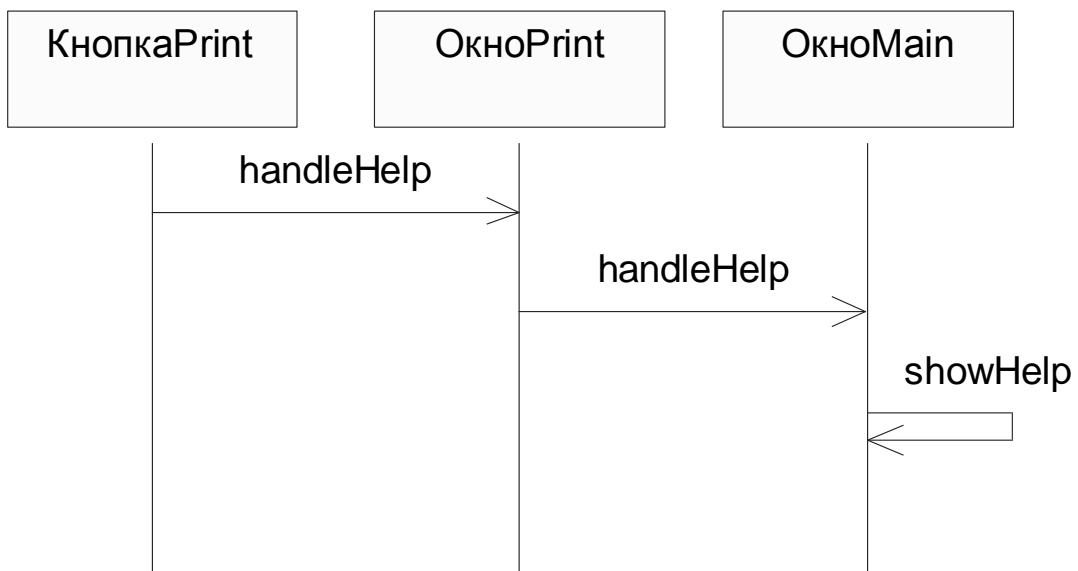 КнопкаPrint
ОкноPrint
ОкноMain
handleHelp
handleHelp
showHelp